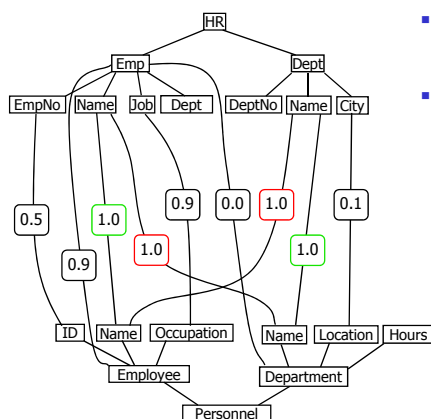 HR
Emp Dept
EmpNo Name Job Dept DeptNo Name City
0.5 1.0 0.9 0.0 1.0 0.1
0.9 1.0 1.0
ID Name Occupation Name Location Hours
Employee Department
Personnel